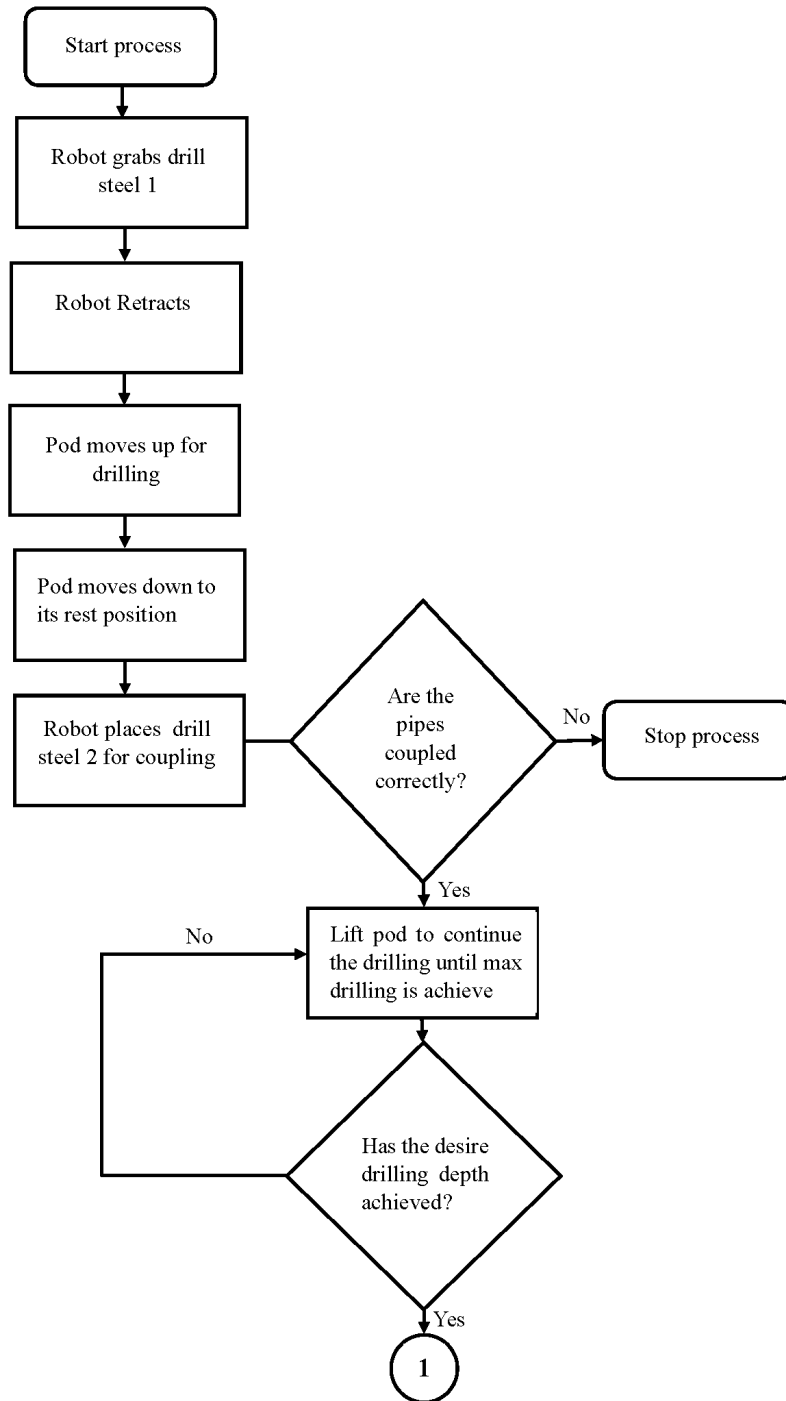 Start process
Robot grabs drill
steel 1
Robot Retracts
Pod moves up for
drilling
Pod moves down to
its rest position
Robot places drill
steel 2 for coupling
Are the
pipes
coupled
correctly?
No
Stop process
Yes
Lift pod to continue
the drilling until max
drilling is achieve
No
Has the desire
drilling depth
achieved?
Yes
1